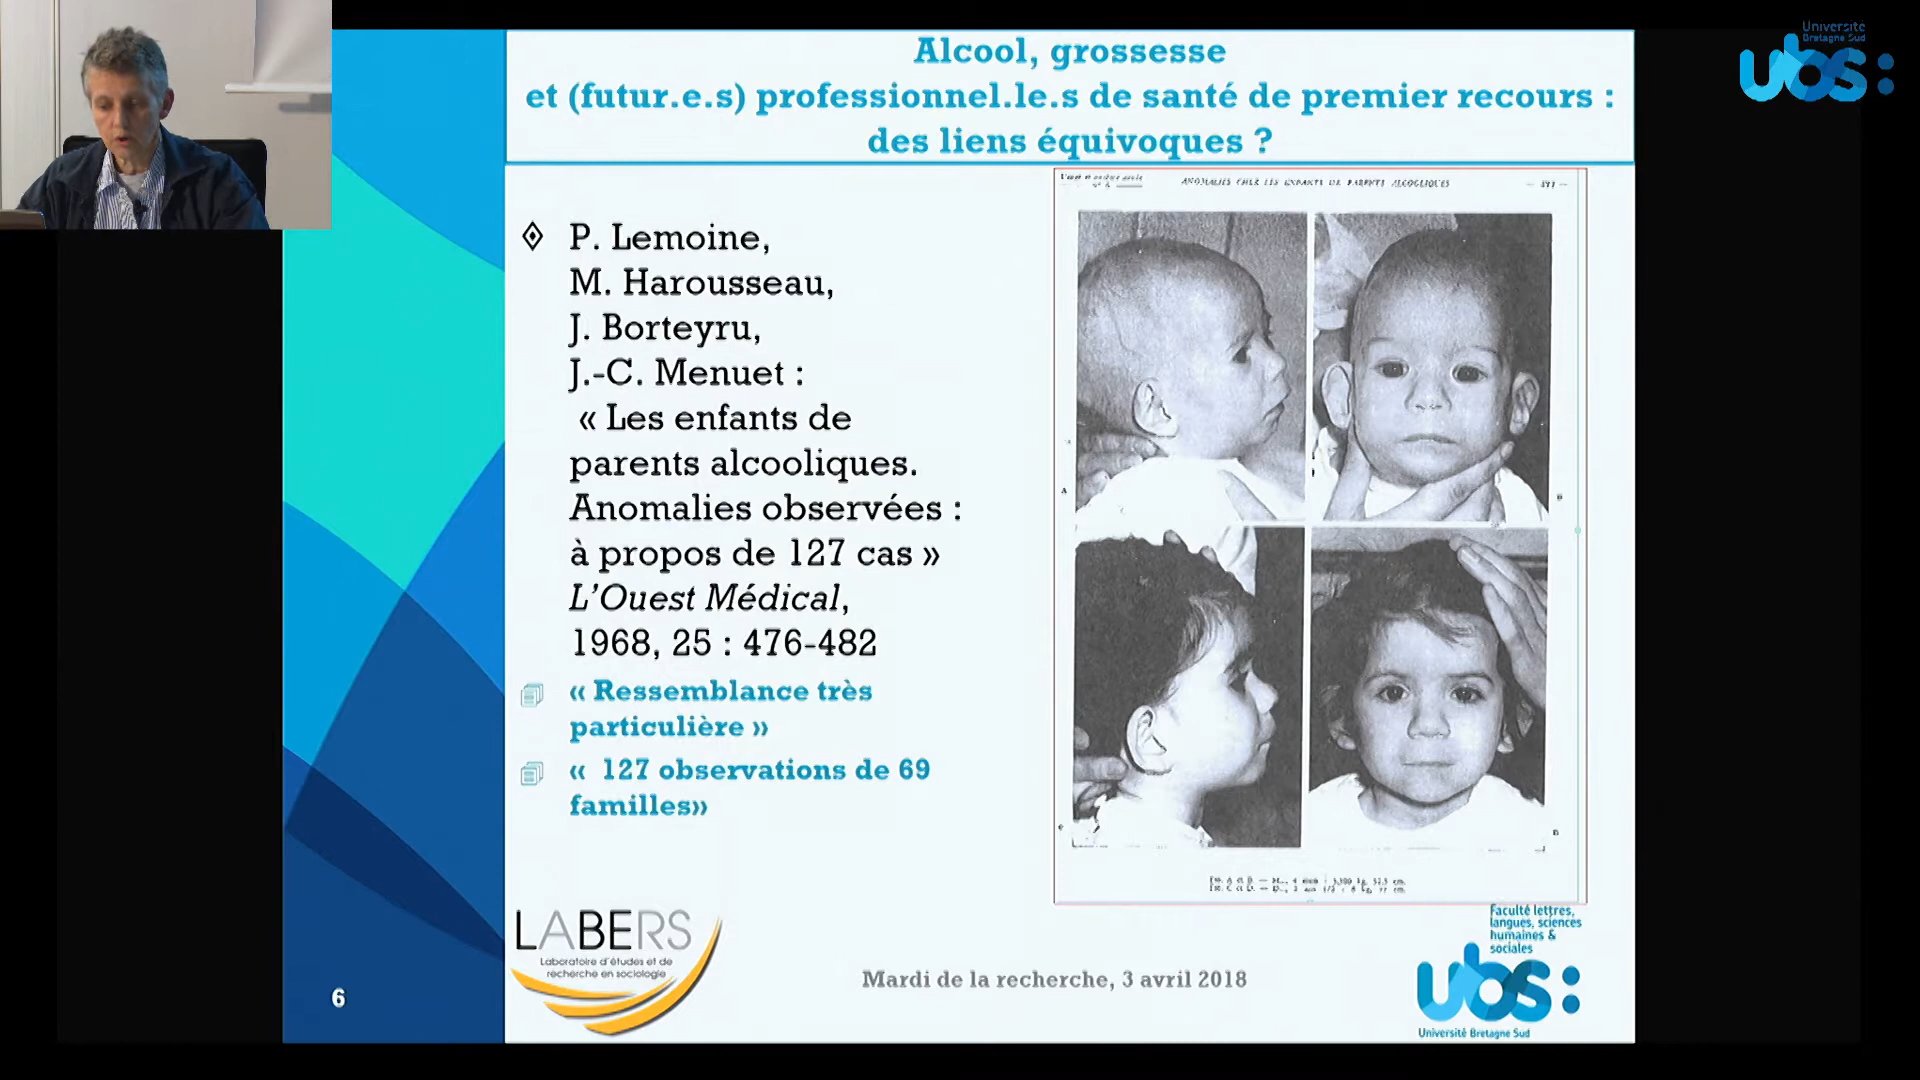 Université
Bretagne Sud
ubs:
Alcool, grossesse
et (futur.e.s) professionnel.le.s de santé de premier recours :
des liens équivoques ?
ANOMALIES CHEZ LES ENFANTS DE PARENTS ALCOOLIQUES
P. Lemoine,
M. Harousseau,
J. Borteyru,
J.-C. Menuet :
« Les enfants de
parents alcooliques.
Anomalies observées :
à propos de 127 cas »
L’Ouest Médical,
1968, 25 : 476-482
« Ressemblance très
particulière »
« 127 observations de 69
familles»
A
B
D
LABERS
Laboratoire d'études et de
recherche en sociologie
Mardi de la recherche, 3 avril 2018
6
Faculté lettres,
langues, sciences
humaines &
sociales
ubs:
Université Bretagne Sud